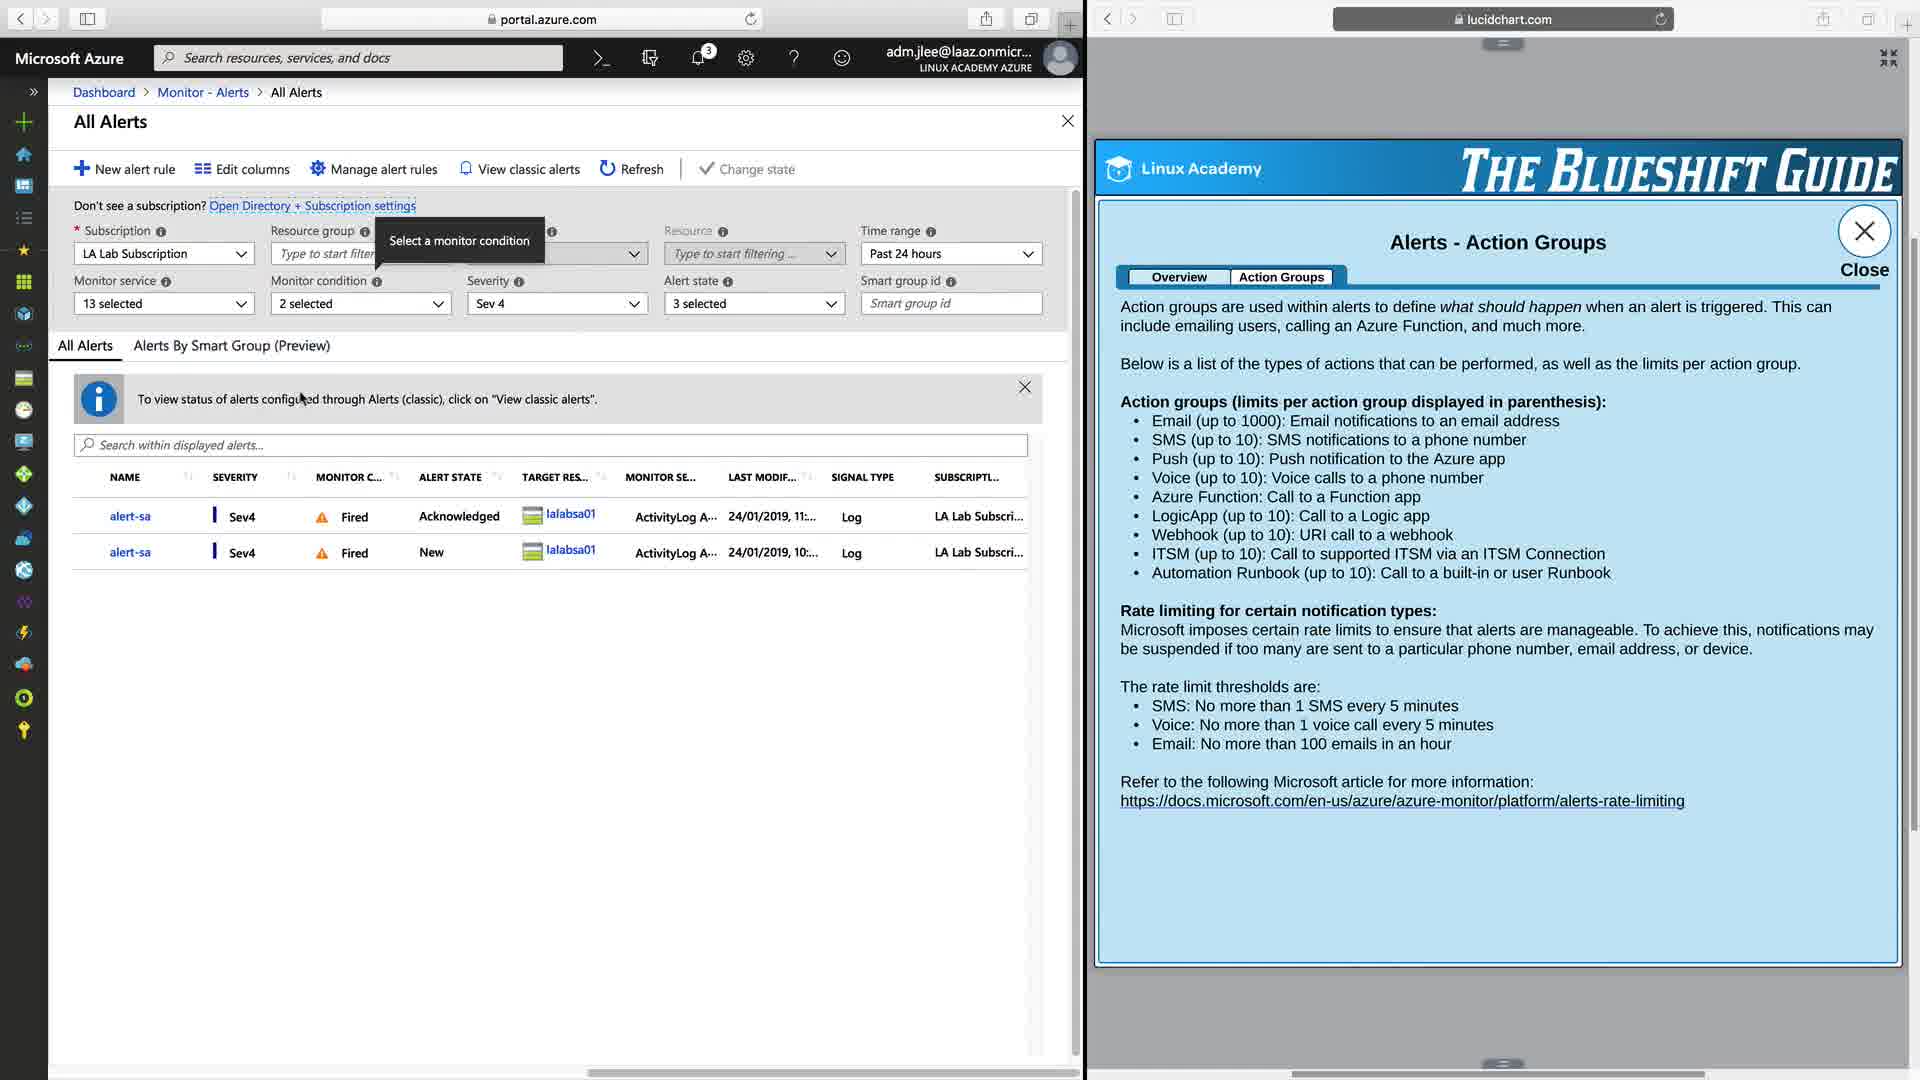 portal.azure.com
Microsoft Azure
Search resources, services, and docs
3
adm.jlee@laaz.onmicr...
LINUX ACADEMY AZURE
Dashboard > Monitor - Alerts > All Alerts
All Alerts
New alert rule
Edit columns
Manage alert rules
View classic alerts
Refresh
Change state
Don't see a subscription? Open Directory + Subscription settings
* Subscription
Resource group
Resource
Time range
LA Lab Subscription
Type to start filter
Select a monitor condition
Type to start filtering ...
Past 24 hours
Monitor service
Monitor condition
Severity
Alert state
Smart group id
13 selected
2 selected
Sev 4
3 selected
Smart group id
All Alerts
Alerts By Smart Group (Preview)
To view status of alerts configured through Alerts (classic), click on "View classic alerts".
Search within displayed alerts...
NAME SEVERITY MONITOR C... ALERT STATE TARGET RES... MONITOR SE... LAST MODIF... SIGNAL TYPE SUBSCRIPTI...
alert-sa Sev4 Fired Acknowledged lalabsa01 ActivityLog A... 24/01/2019, 11:... Log LA Lab Subscri...
alert-sa Sev4 Fired New lalabsa01 ActivityLog A... 24/01/2019, 10:... Log LA Lab Subscri...
lucidchart.com
Linux Academy
THE BLUESHIFT GUIDE
Alerts - Action Groups
Close
Overview
Action Groups
Action groups are used within alerts to define what should happen when an alert is triggered. This can
include emailing users, calling an Azure Function, and much more.
Below is a list of the types of actions that can be performed, as well as the limits per action group.
Action groups (limits per action group displayed in parenthesis):
• Email (up to 1000): Email notifications to an email address
• SMS (up to 10): SMS notifications to a phone number
• Push (up to 10): Push notification to the Azure app
• Voice (up to 10): Voice calls to a phone number
• Azure Function: Call to a Function app
• LogicApp (up to 10): Call to a Logic app
• Webhook (up to 10): URI call to a webhook
• ITSM (up to 10): Call to supported ITSM via an ITSM Connection
• Automation Runbook (up to 10): Call to a built-in or user Runbook
Rate limiting for certain notification types:
Microsoft imposes certain rate limits to ensure that alerts are manageable. To achieve this, notifications may
be suspended if too many are sent to a particular phone number, email address, or device.
The rate limit thresholds are:
• SMS: No more than 1 SMS every 5 minutes
• Voice: No more than 1 voice call every 5 minutes
• Email: No more than 100 emails in an hour
Refer to the following Microsoft article for more information:
https://docs.microsoft.com/en-us/azure/azure-monitor/platform/alerts-rate-limiting